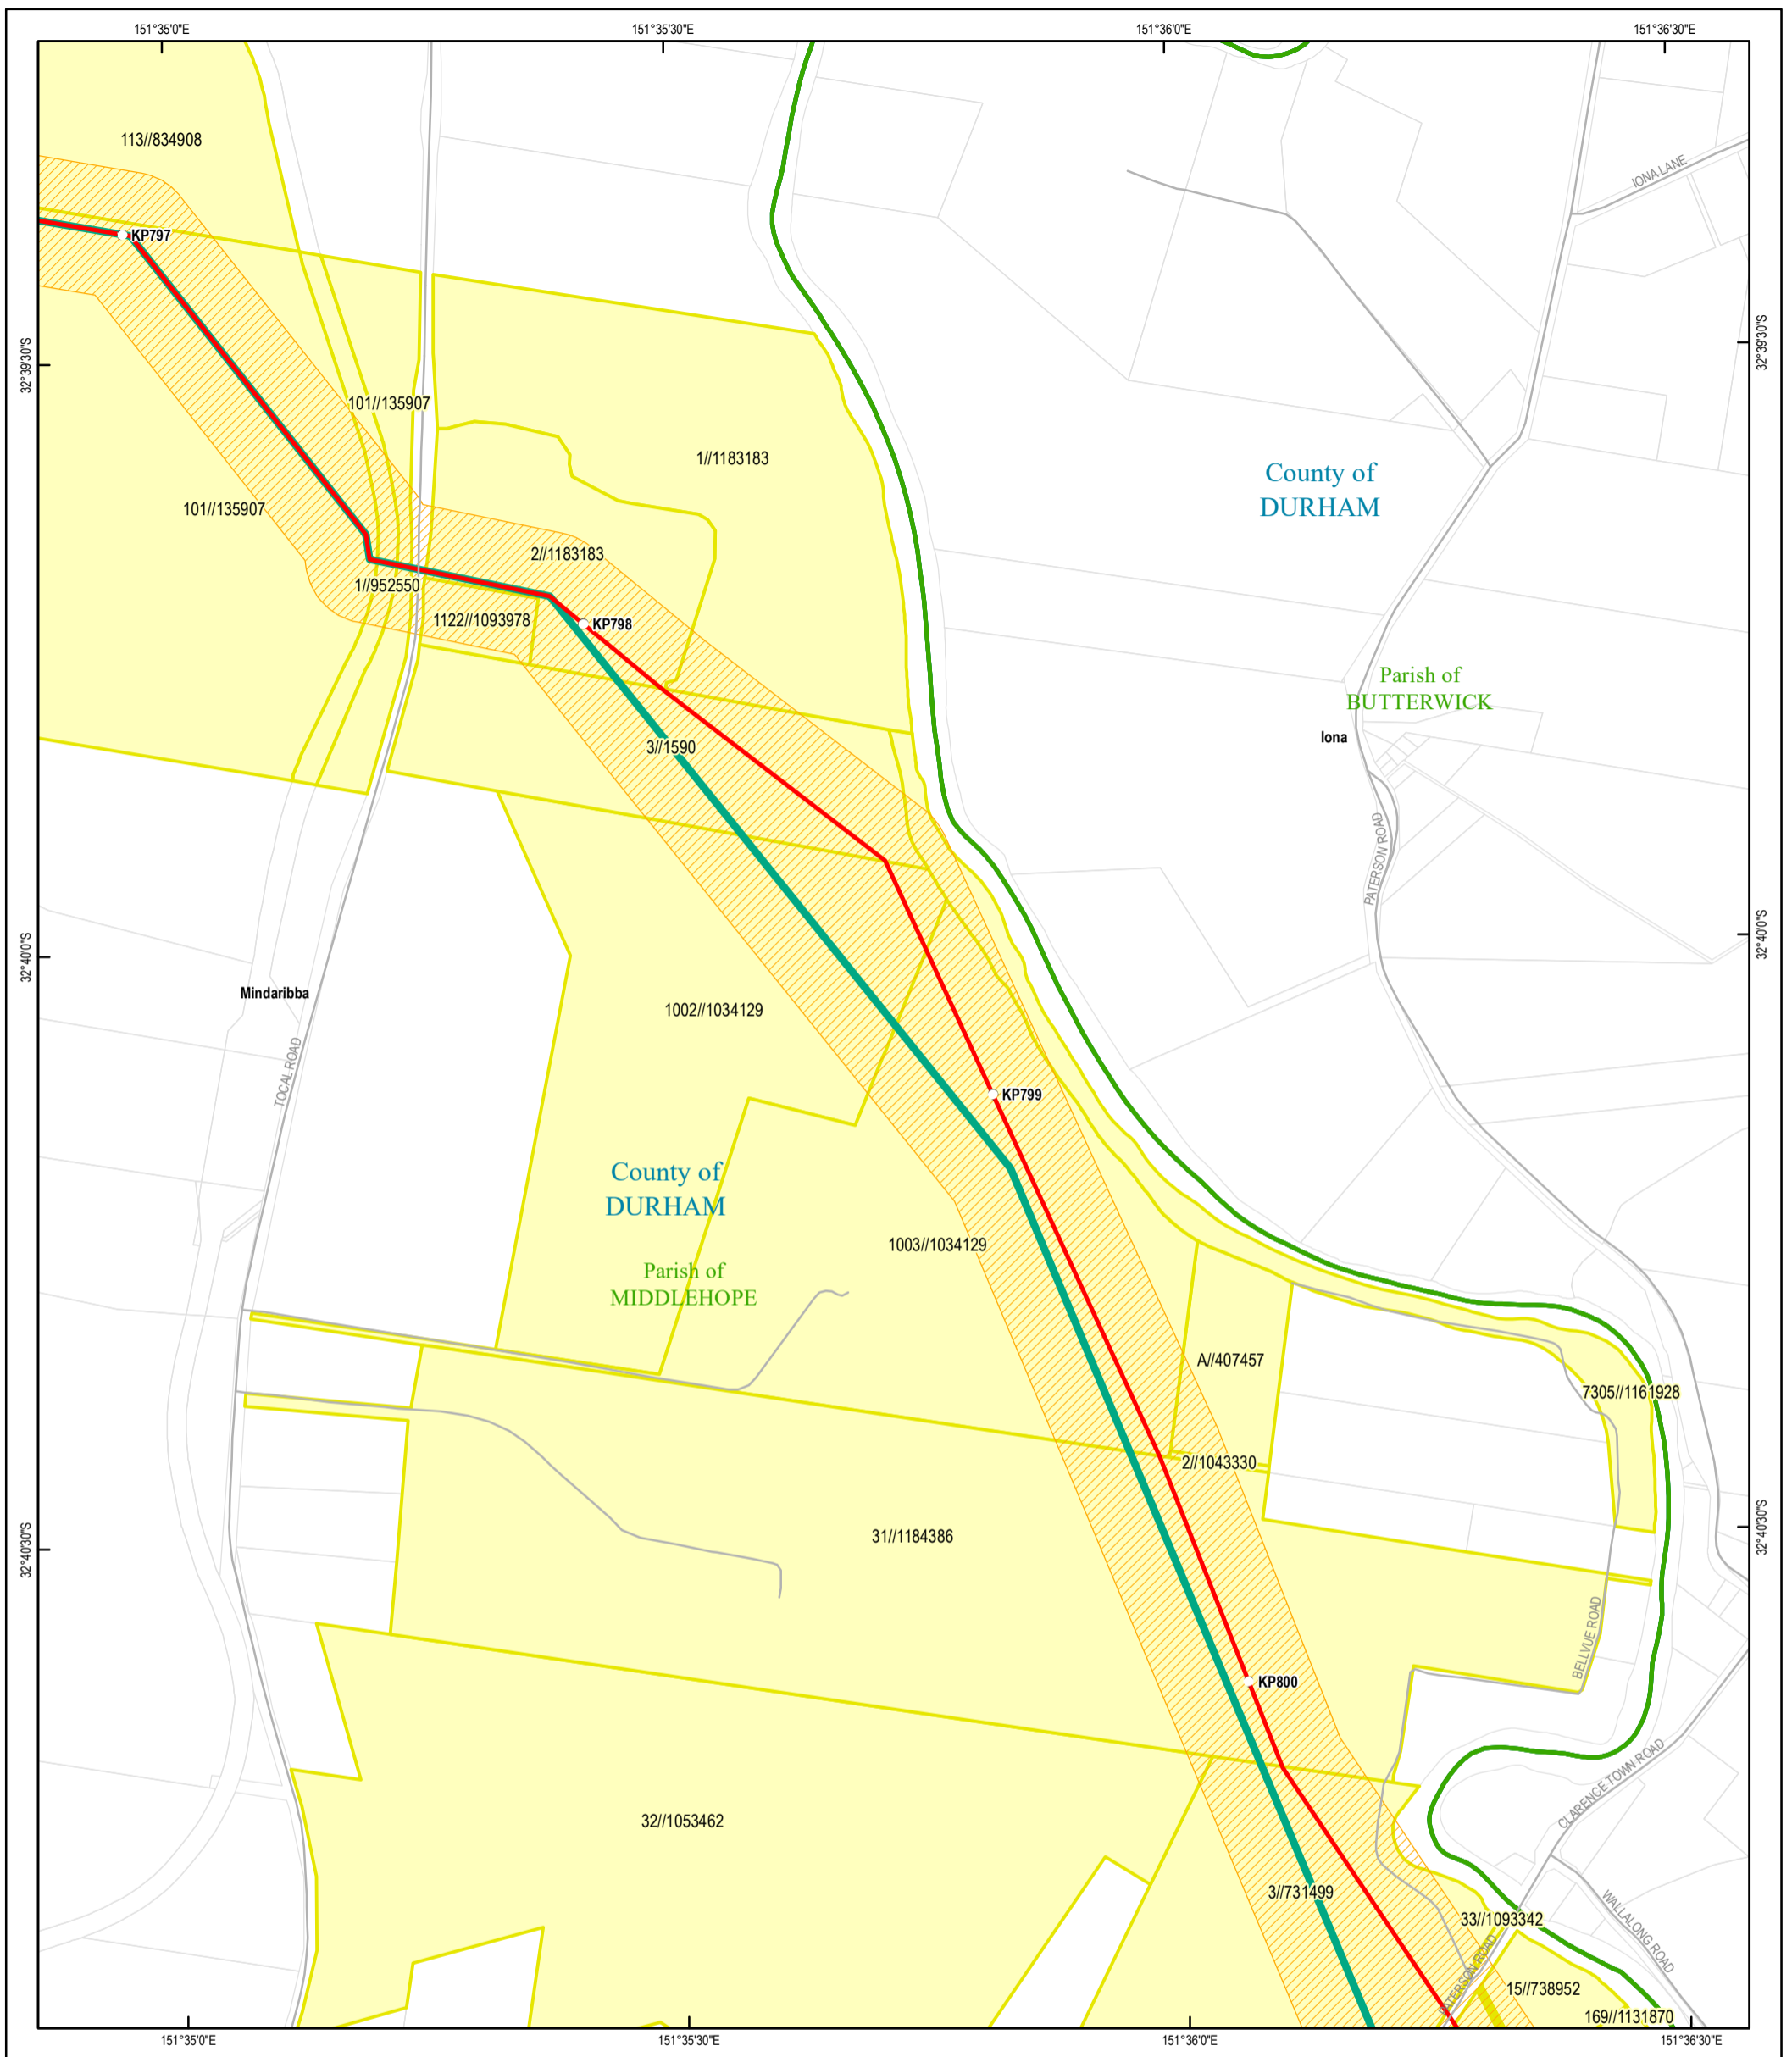 151°35'0"E
151°35'30"E
151°36'0"E
151°36'30"E
113//834908
IONA LANE
KP797
32°39'30"S
32°39'30"S
101//135907
1//1183183
County of
DURHAM
101//135907
2//1183183
1//952550
1122//1093978
KP798
Parish of
BUTTERWICK
Iona
3//1590
PATERSON ROAD
32°40'0"S
32°40'0"S
Mindaribba
1002//1034129
TOCAL ROAD
KP799
County of
DURHAM
1003//1034129
Parish of
MIDDLEHOPE
A//407457
7305//1161928
2//1043330
31//1184386
32°40'30"S
32°40'30"S
BELLVUE ROAD
KP800
CLARENCE TOWN ROAD
32//1053462
3//731499
33//1093342
WALLALONG ROAD
PATERSON ROAD
15//738952
169//1131870
151°35'0"E
151°35'30"E
151°36'0"E
151°36'30"E